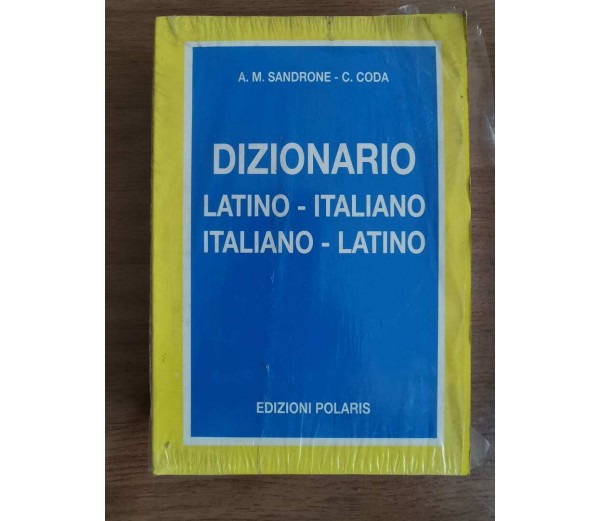 A. M. SANDRONE - C. CODA
DIZIONARIO
LATINO - ITALIANO
ITALIANO - LATINO
EDIZIONI POLARIS